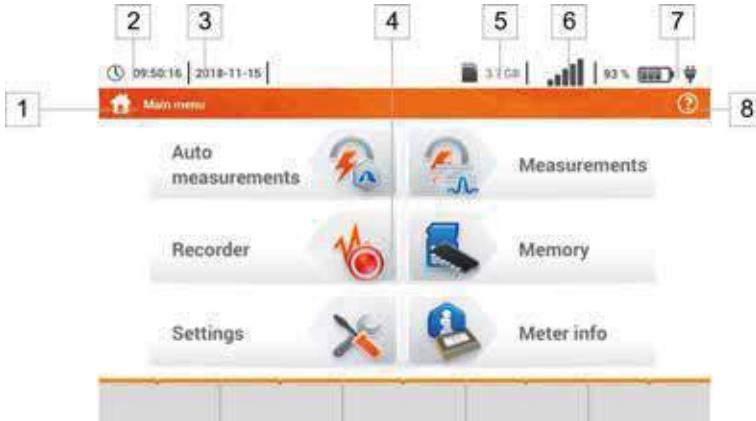 2 3 4 5 6 7
09:50:16 2018-11-15 GB 93 %
1 Main menu ? 8
Auto measurements Measurements
Recorder Memory
Settings Meter info